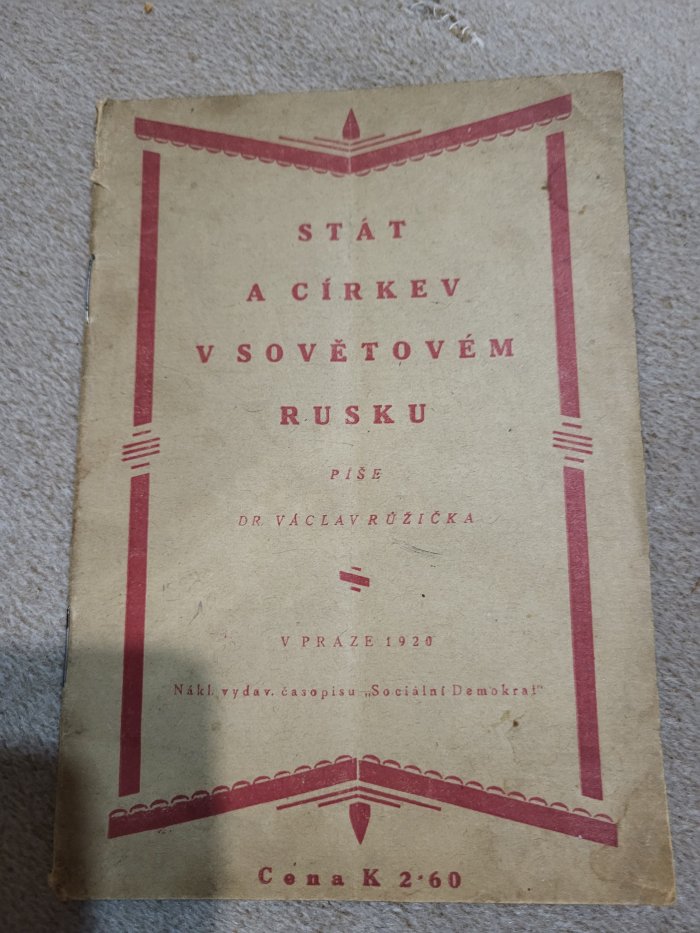 STÁT
A CÍRKEV
V SOVĚTOVÉM
RUSKU
PÍŠE
DR. VÁCLAV RŮŽIČKA
V PRAZE 1920
Nákl. vydav. časopisu „Sociální Demokrat“
Cena K 2·60